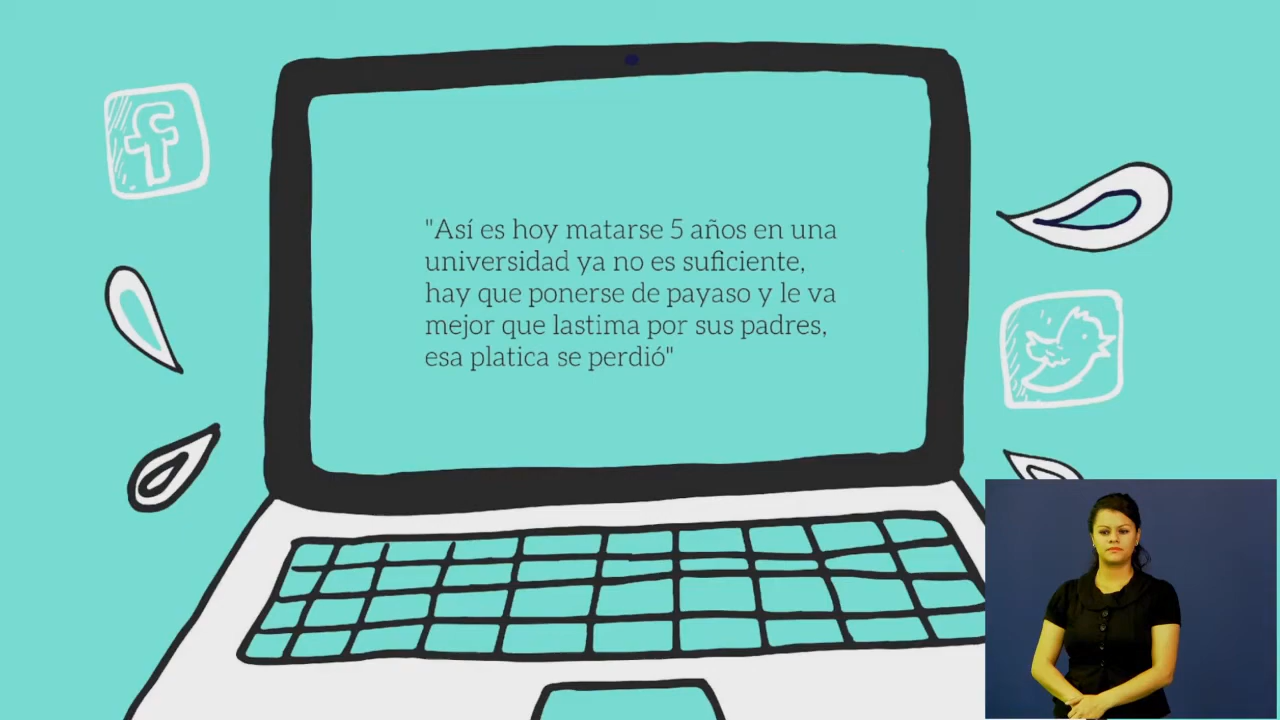 "Así es hoy matarse 5 años en una
universidad ya no es suficiente,
hay que ponerse de payaso y le va
mejor que lastima por sus padres,
esa platica se perdió"